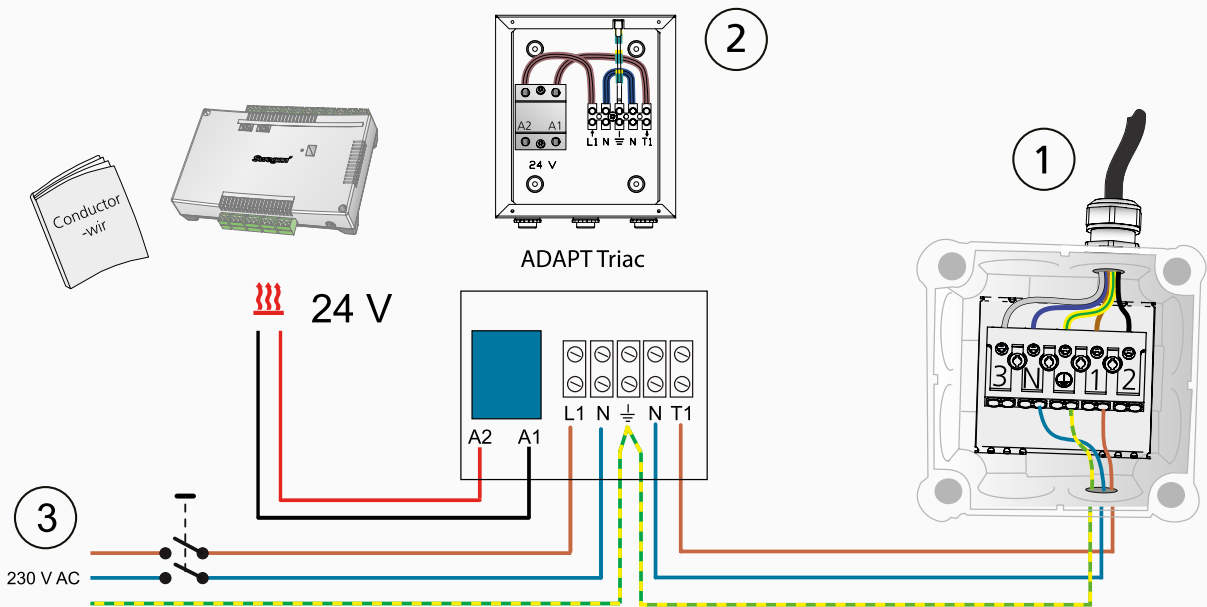 2
A2 A1
L1 N N T1
24 V
ADAPT Triac
1
Swegon
Conductor
-wir
24 V
3 N 1 2
L1 N N T1
A2 A1
3
230 V AC